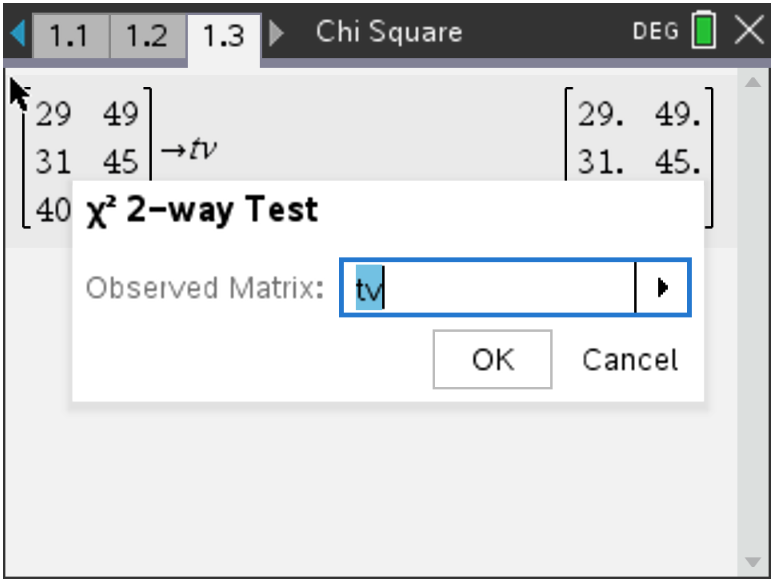 1.1 1.2 1.3 Chi Square DEG
29 49 29. 49.
31 45 →tv 31. 45.
40
χ² 2–way Test
Observed Matrix: tv
OK Cancel